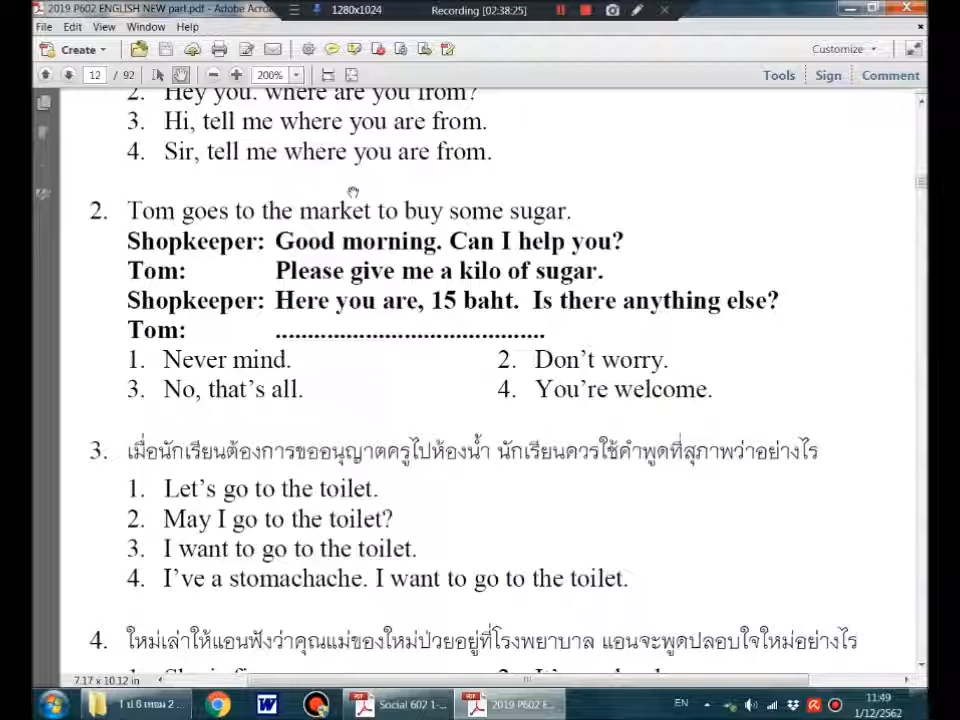 2019 P602 ENGLISH NEW part.pdf - Adobe Acro
1280x1024
Recording [02:38:25]
File Edit View Window Help
Create
Customize
12 / 92
200%
Tools Sign Comment
2. Hey you. where are you from?
3. Hi, tell me where you are from.
4. Sir, tell me where you are from.
2. Tom goes to the market to buy some sugar.
Shopkeeper: Good morning. Can I help you?
Tom: Please give me a kilo of sugar.
Shopkeeper: Here you are, 15 baht. Is there anything else?
Tom: .........................................
1. Never mind. 2. Don't worry.
3. No, that's all. 4. You're welcome.
3. เมื่อนักเรียนต้องการขออนุญาตครูไปห้องน้ำ นักเรียนควรใช้คำพูดที่สุภาพว่าอย่างไร
1. Let's go to the toilet.
2. May I go to the toilet?
3. I want to go to the toilet.
4. I've a stomachache. I want to go to the toilet.
4. ใหม่เล่าให้แอนฟังว่าคุณแม่ของใหม่ป่วยอยู่ที่โรงพยาบาล แอนจะพูดปลอบใจใหม่อย่างไร
7.17 x 10.12 in
1 ป.6 เทอม 2 ...
Social 602 1-...
2019 P602 E...
EN
11:49
1/12/2562